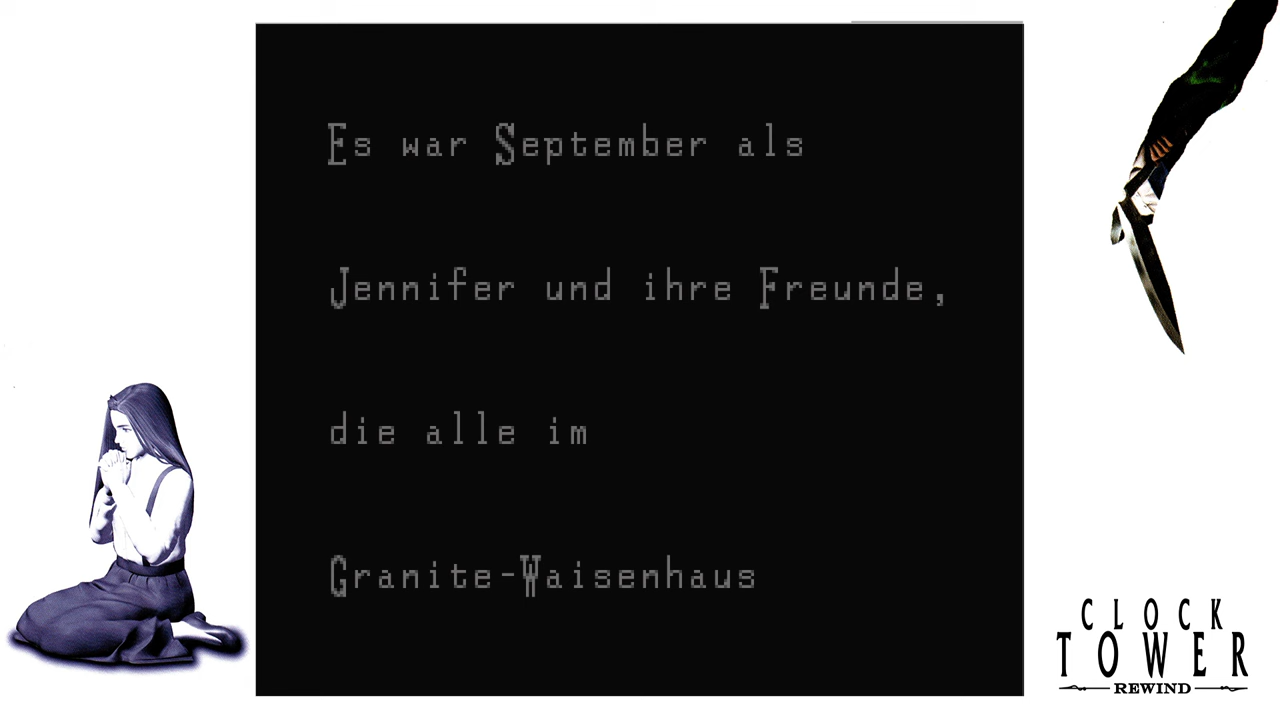 Es war September als
Jennifer und ihre Freunde,
die alle im
Granite-Waisenhaus
CLOCK
TOWER
REWIND